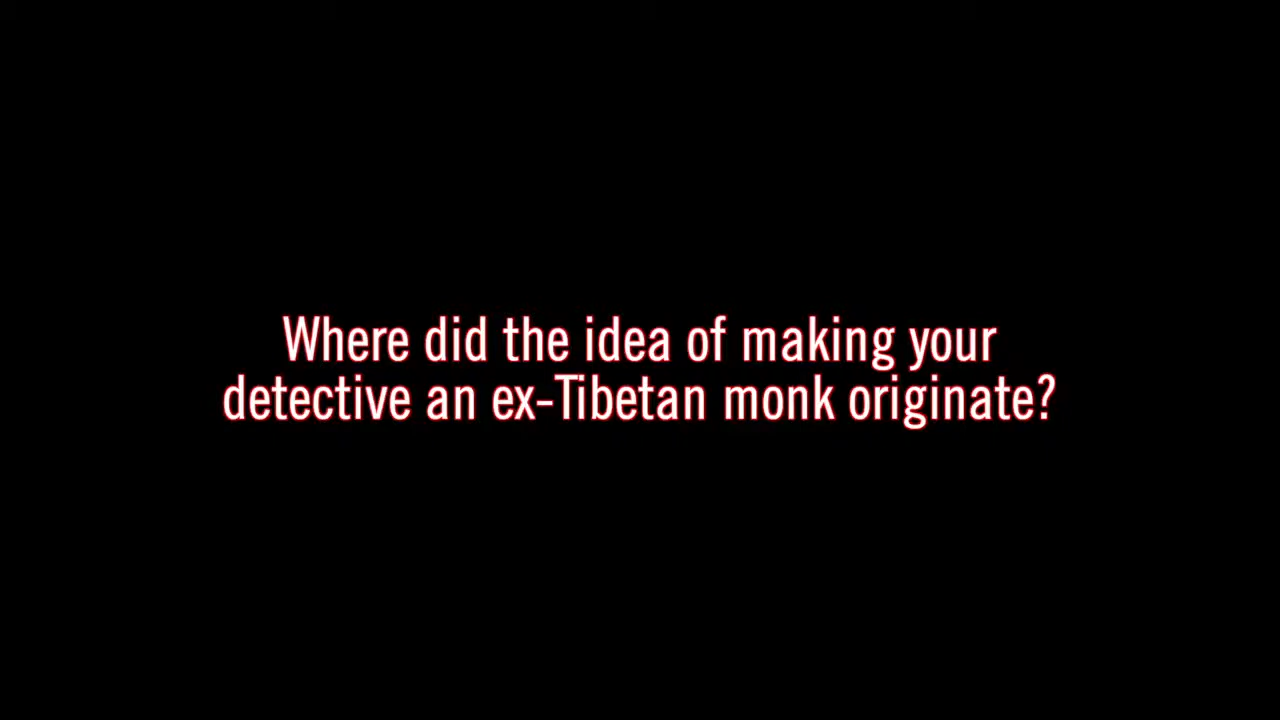 Where did the idea of making your
detective an ex-Tibetan monk originate?